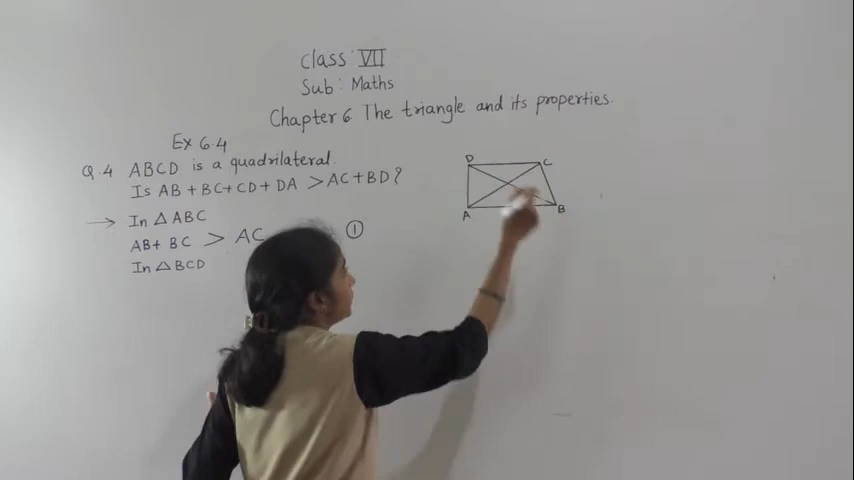 Class: VII
Sub: Maths
Chapter 6 The triangle and its properties.
Ex 6.4
Q.4 ABCD is a quadrilateral.
Is AB + BC + CD + DA > AC + BD?
→ In △ ABC
AB + BC > AC ①
In △ BCD
D C
A B